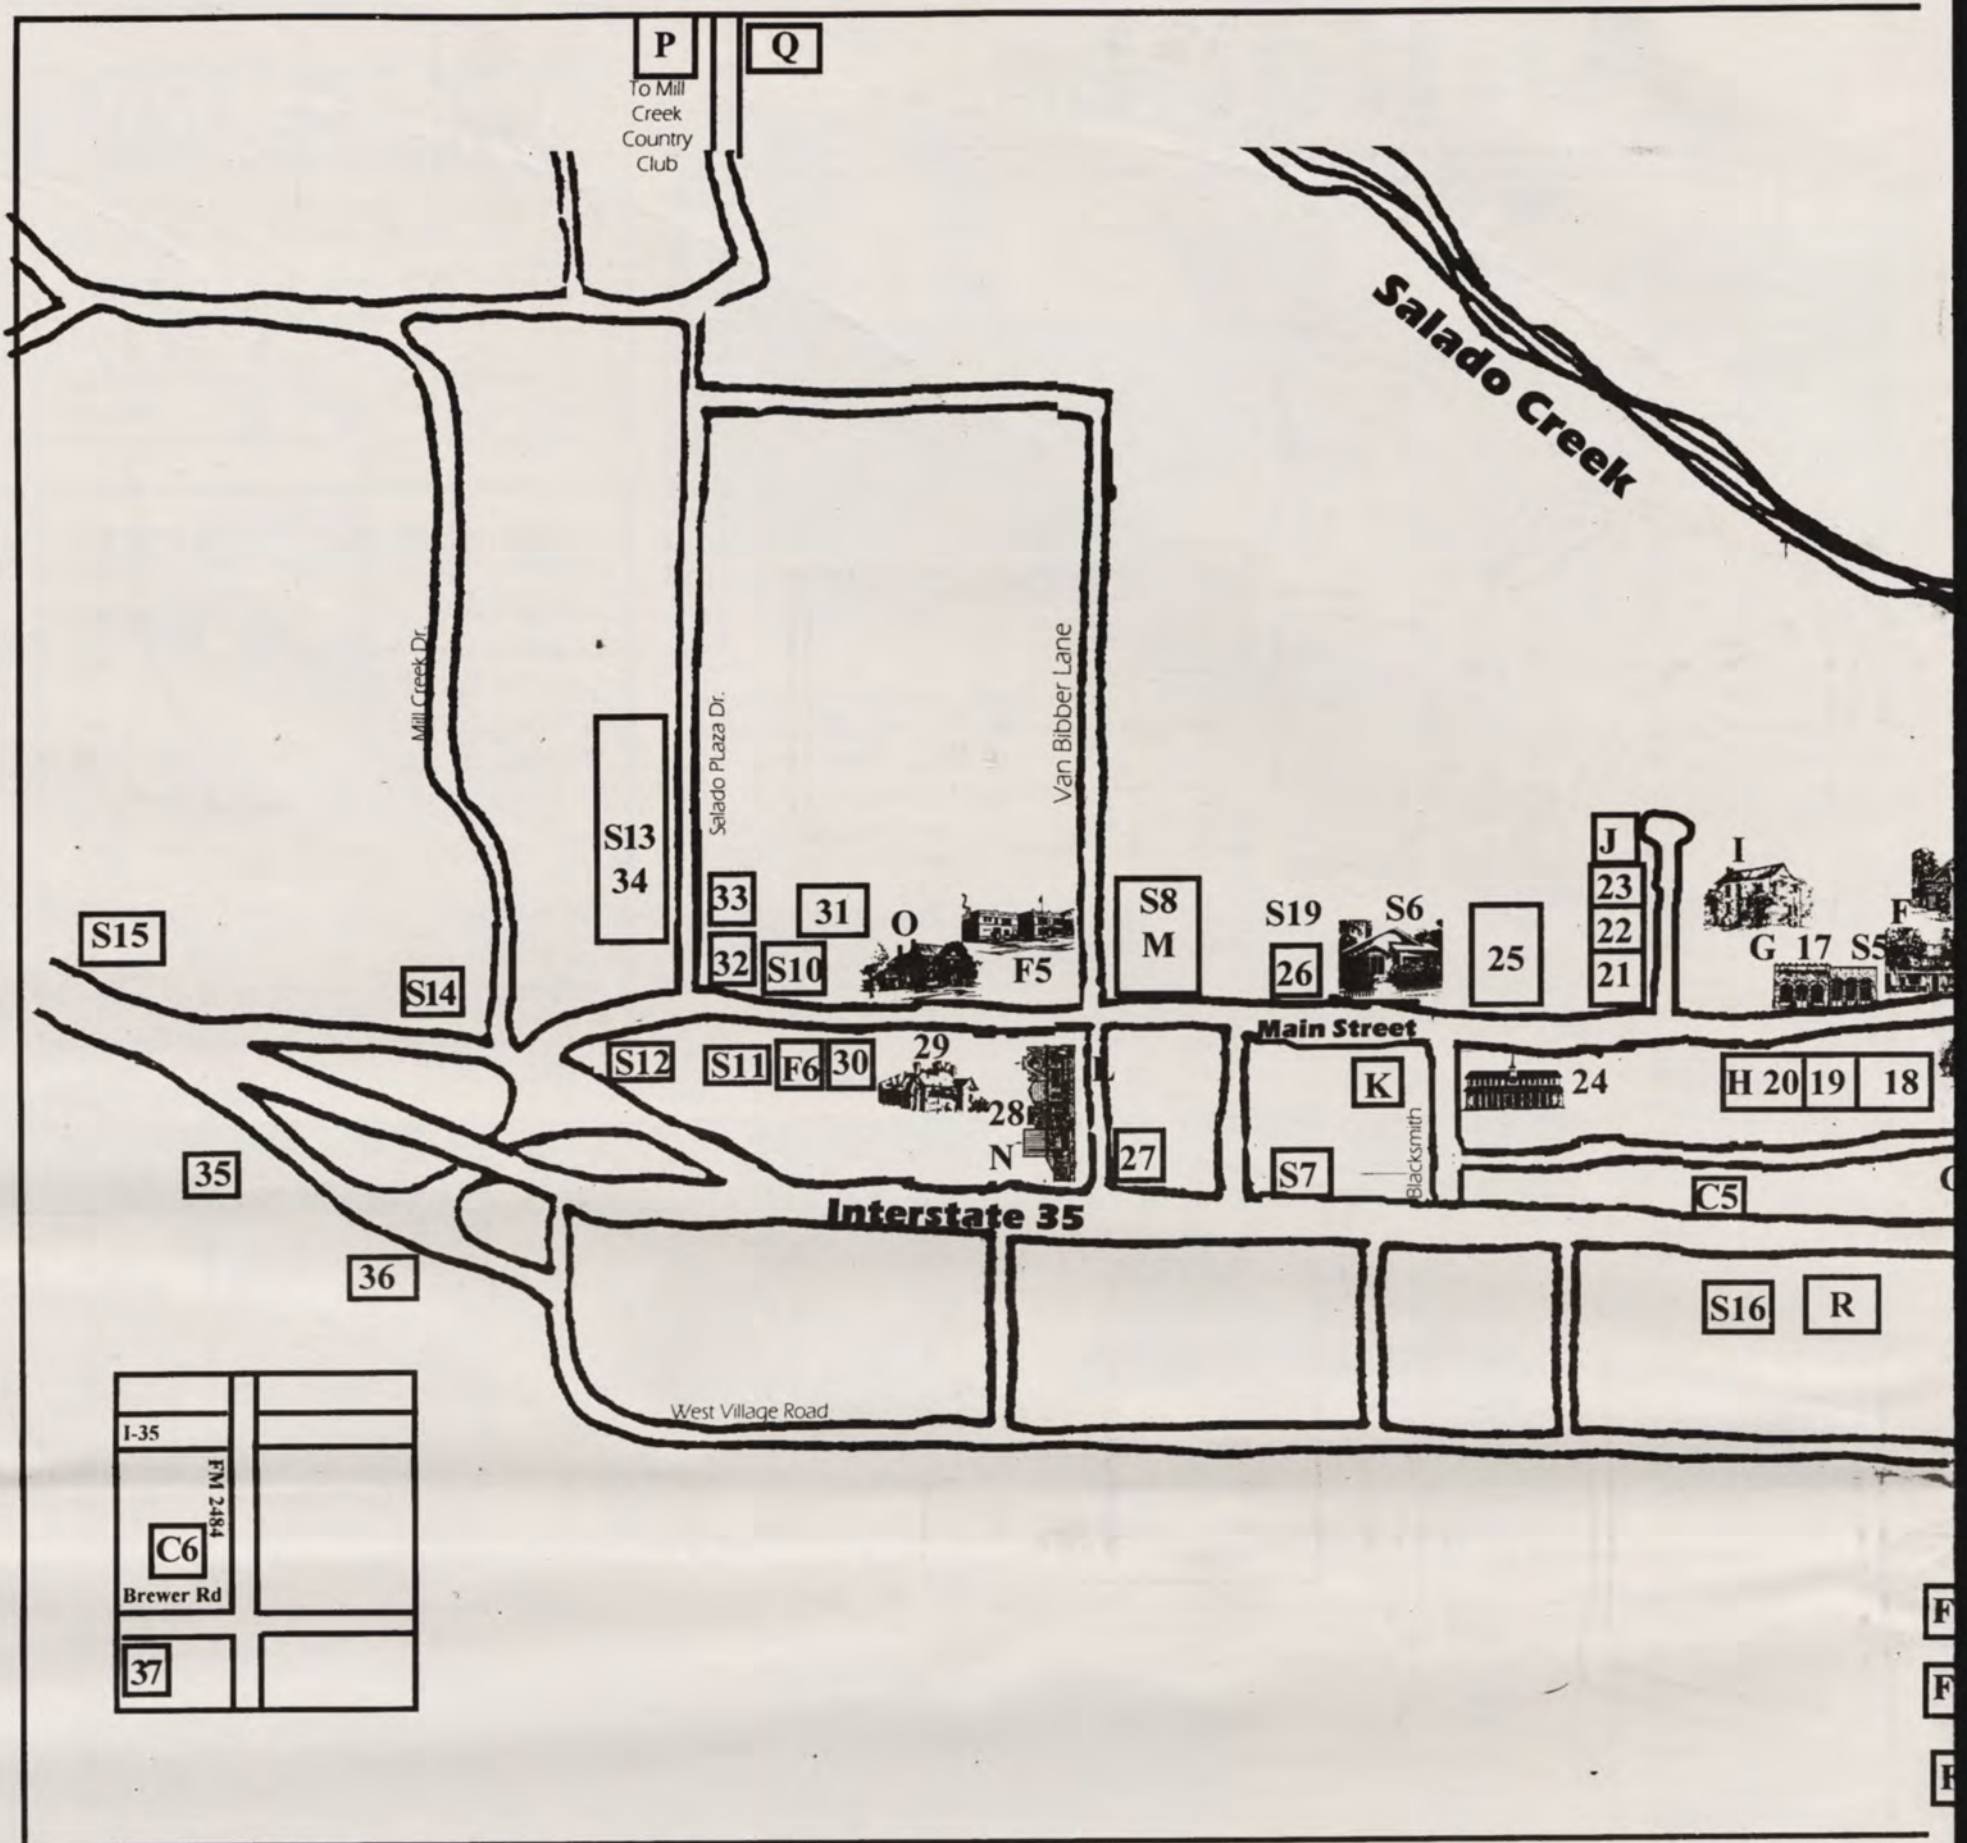 P
Q
To Mill
Creek
Country
Club
Salado Creek
Mill Creek Dr.
Salado PLaza Dr.
Van Bibber Lane
S13
34
33
32
31
S10
O
F5
S8
M
S19
26
S6
25
J
23
22
21
I
F
G 17 S5
S15
S14
Main Street
S12
S11
F6
30
29
28
N
L
27
K
S7
Blacksmith
24
H 20
19
18
C5
35
36
Interstate 35
S16
R
West Village Road
I-35
FM 2484
C6
Brewer Rd
37
F
F